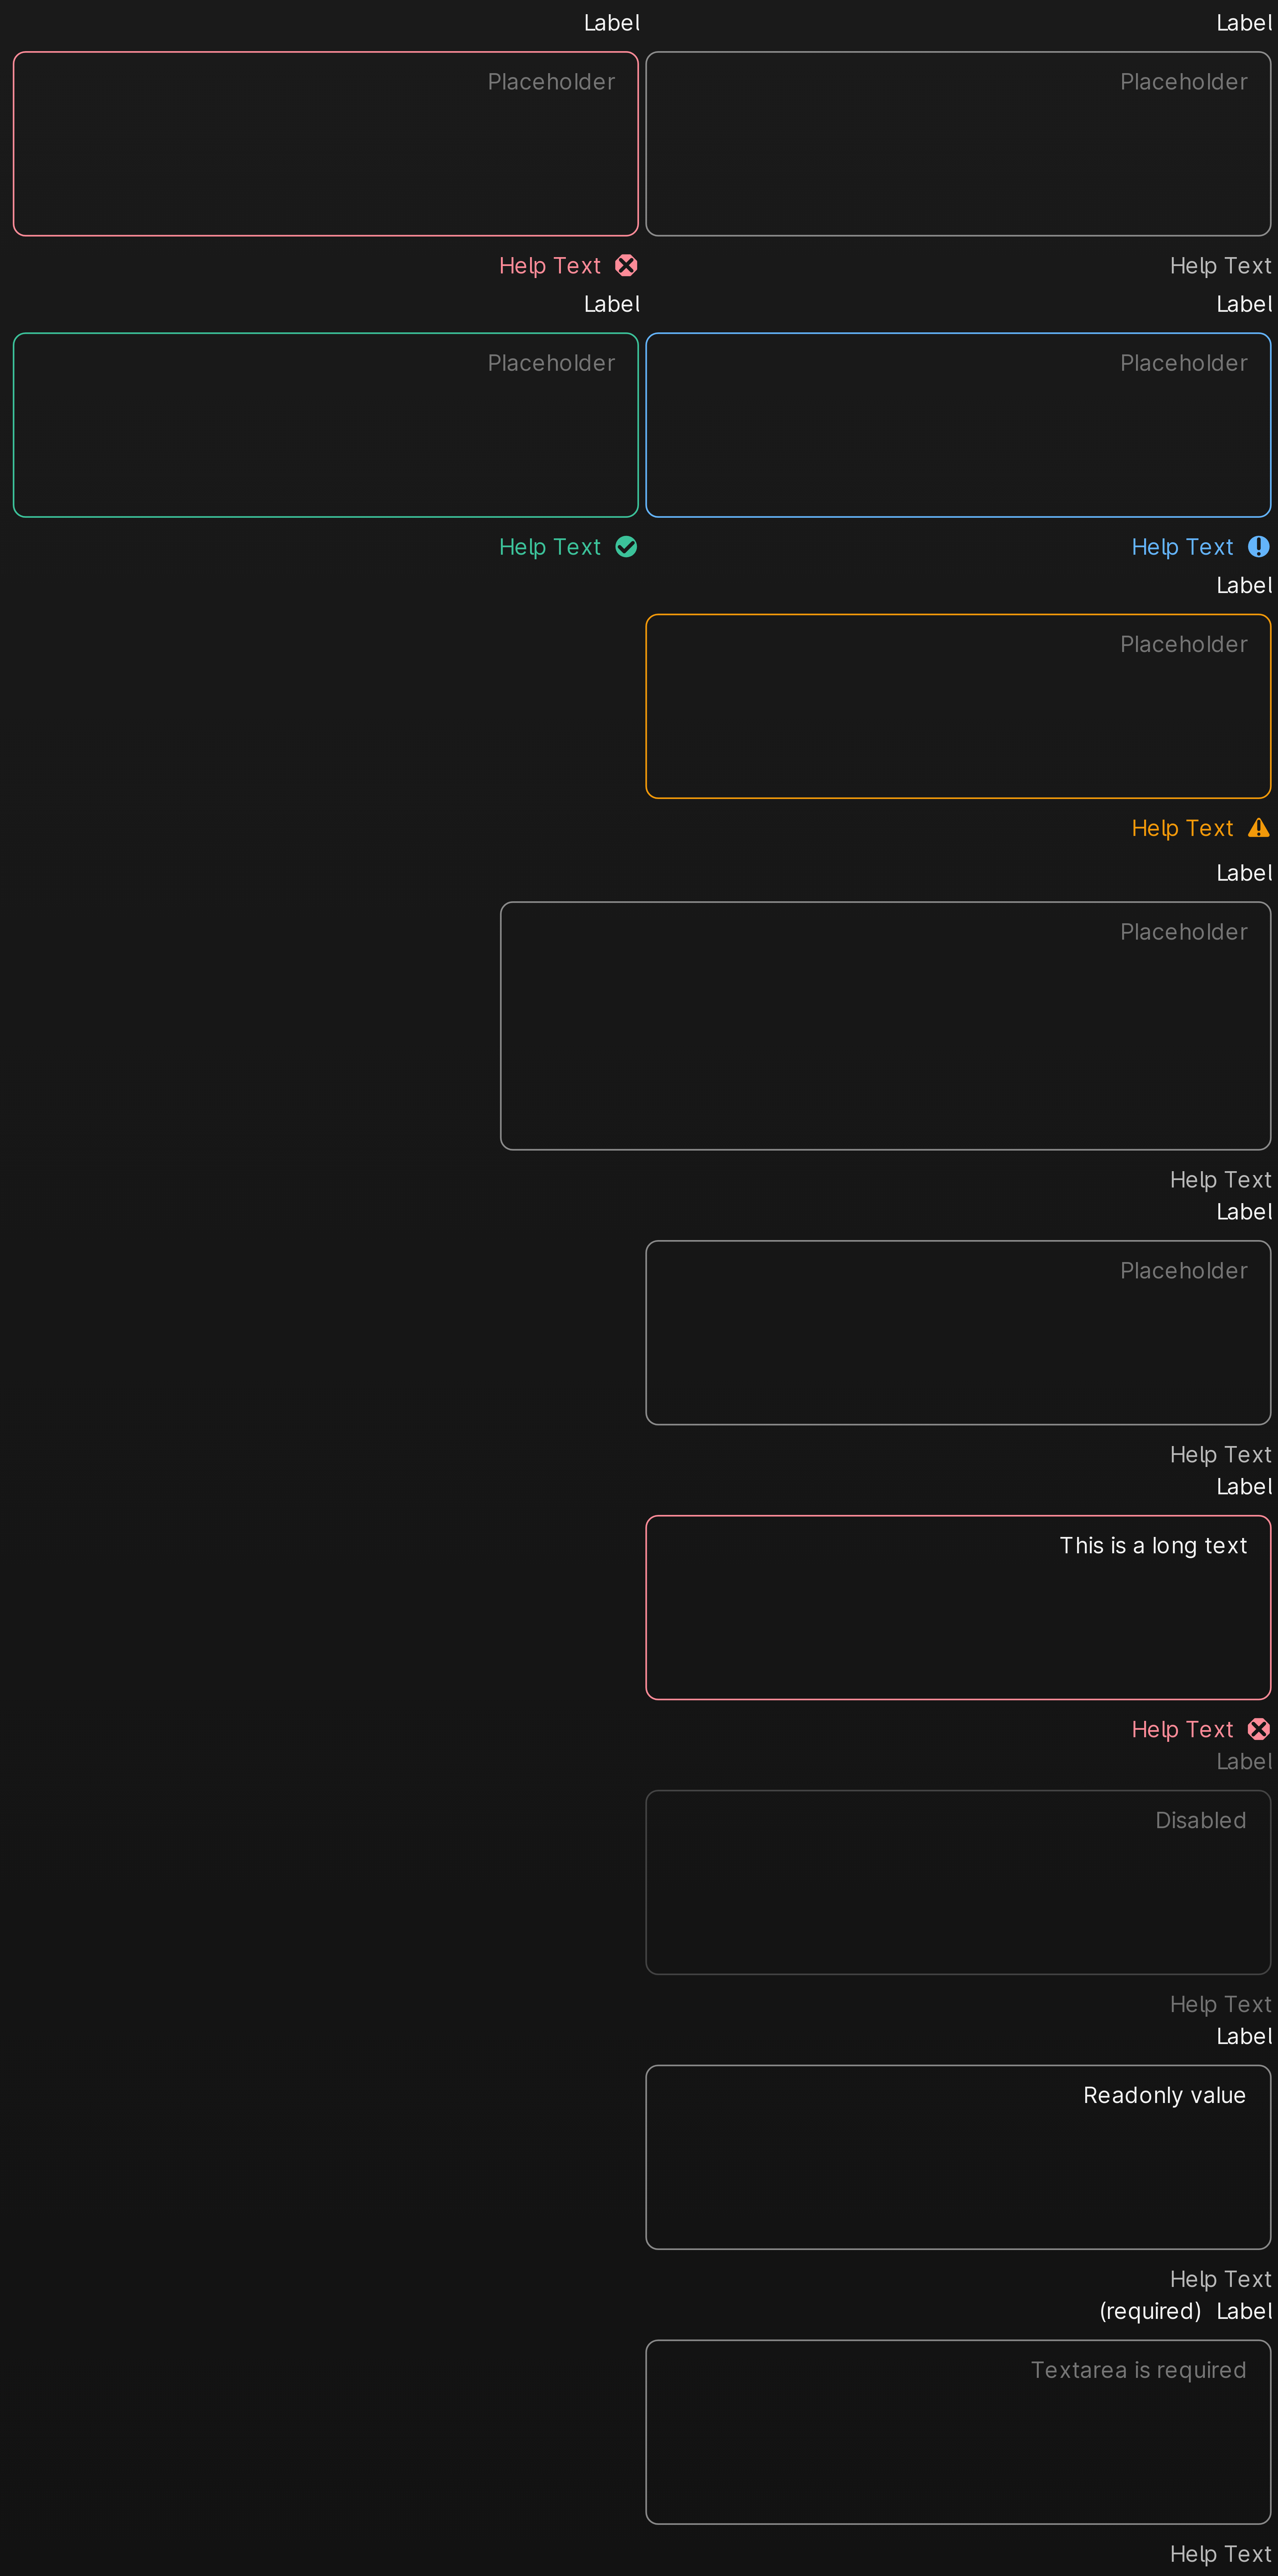 Label
Placeholder
Help Text
Label
Placeholder
Help Text
Label
Placeholder
Help Text
Label
Placeholder
Help Text
Label
Placeholder
Help Text
Label
Placeholder
Help Text
Label
Placeholder
Help Text
Label
This is a long text
Help Text
Label
Disabled
Help Text
Label
Readonly value
Help Text
(required) Label
Textarea is required
Help Text